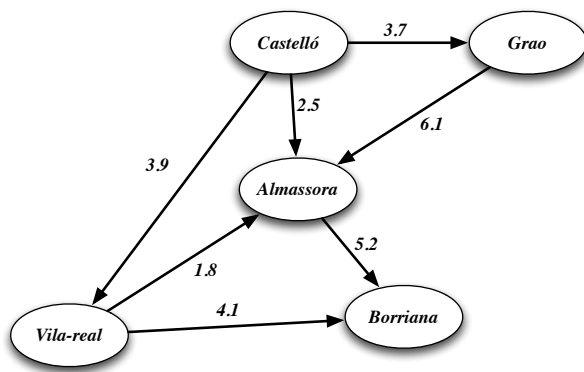 Castelló
3.7
Grao
2.5
6.1
3.9
Almassora
5.2
1.8
4.1
Borriana
Vila-real